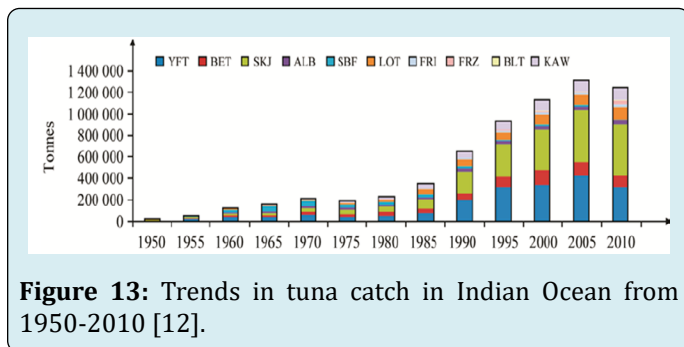 YFT BET SKJ ALB SBF LOT FRI FRZ BLT KAW
Tonnes
1 400 000
1 200 000
1 000 000
800 000
600 000
400 000
200 000
0
1950 1955 1960 1965 1970 1975 1980 1985 1990 1995 2000 2005 2010
Figure 13: Trends in tuna catch in Indian Ocean from
1950-2010 [12].